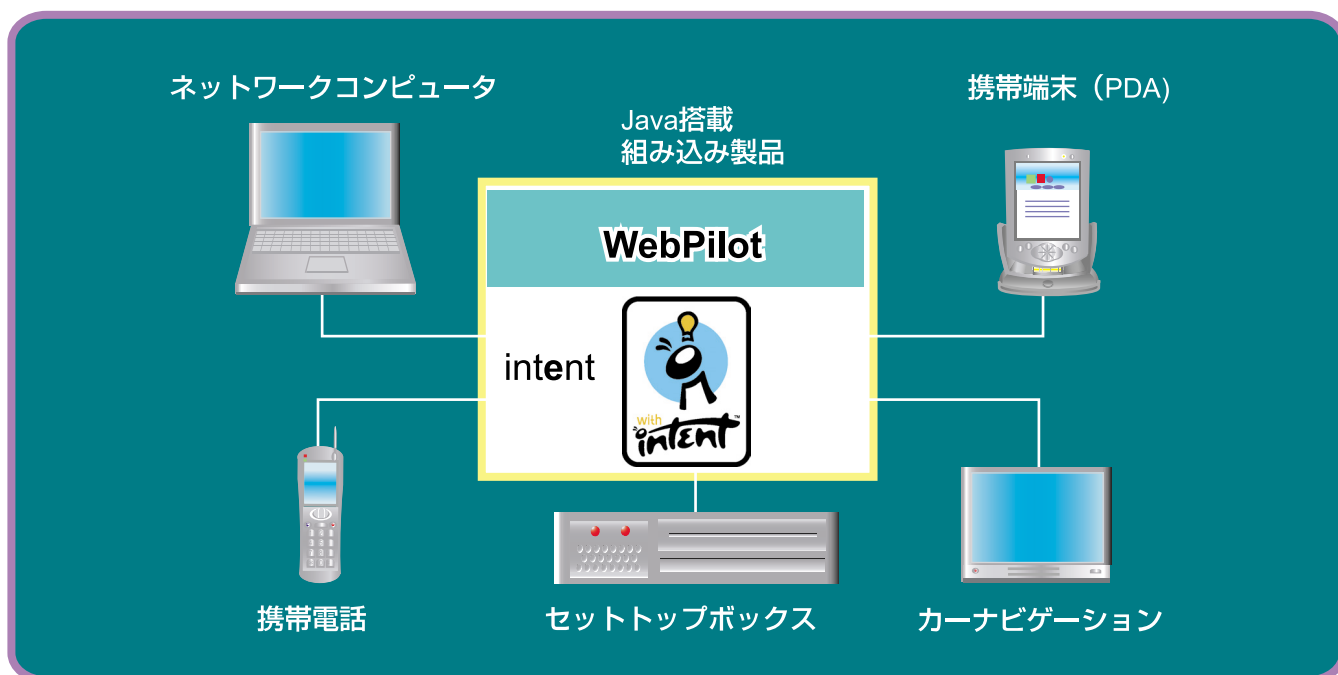 ネットワークコンピュータ
携帯端末（PDA)
Java搭載
組み込み製品
WebPilot
intent
with
intent™
携帯電話
セットトップボックス
カーナビゲーション